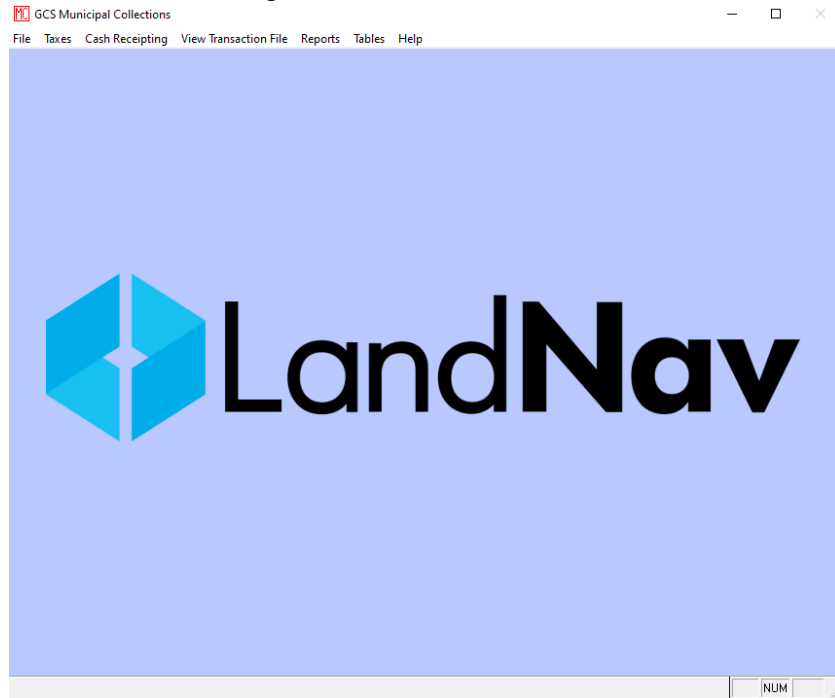 MC GCS Municipal Collections
File Taxes Cash Receipting View Transaction File Reports Tables Help
LandNav
NUM